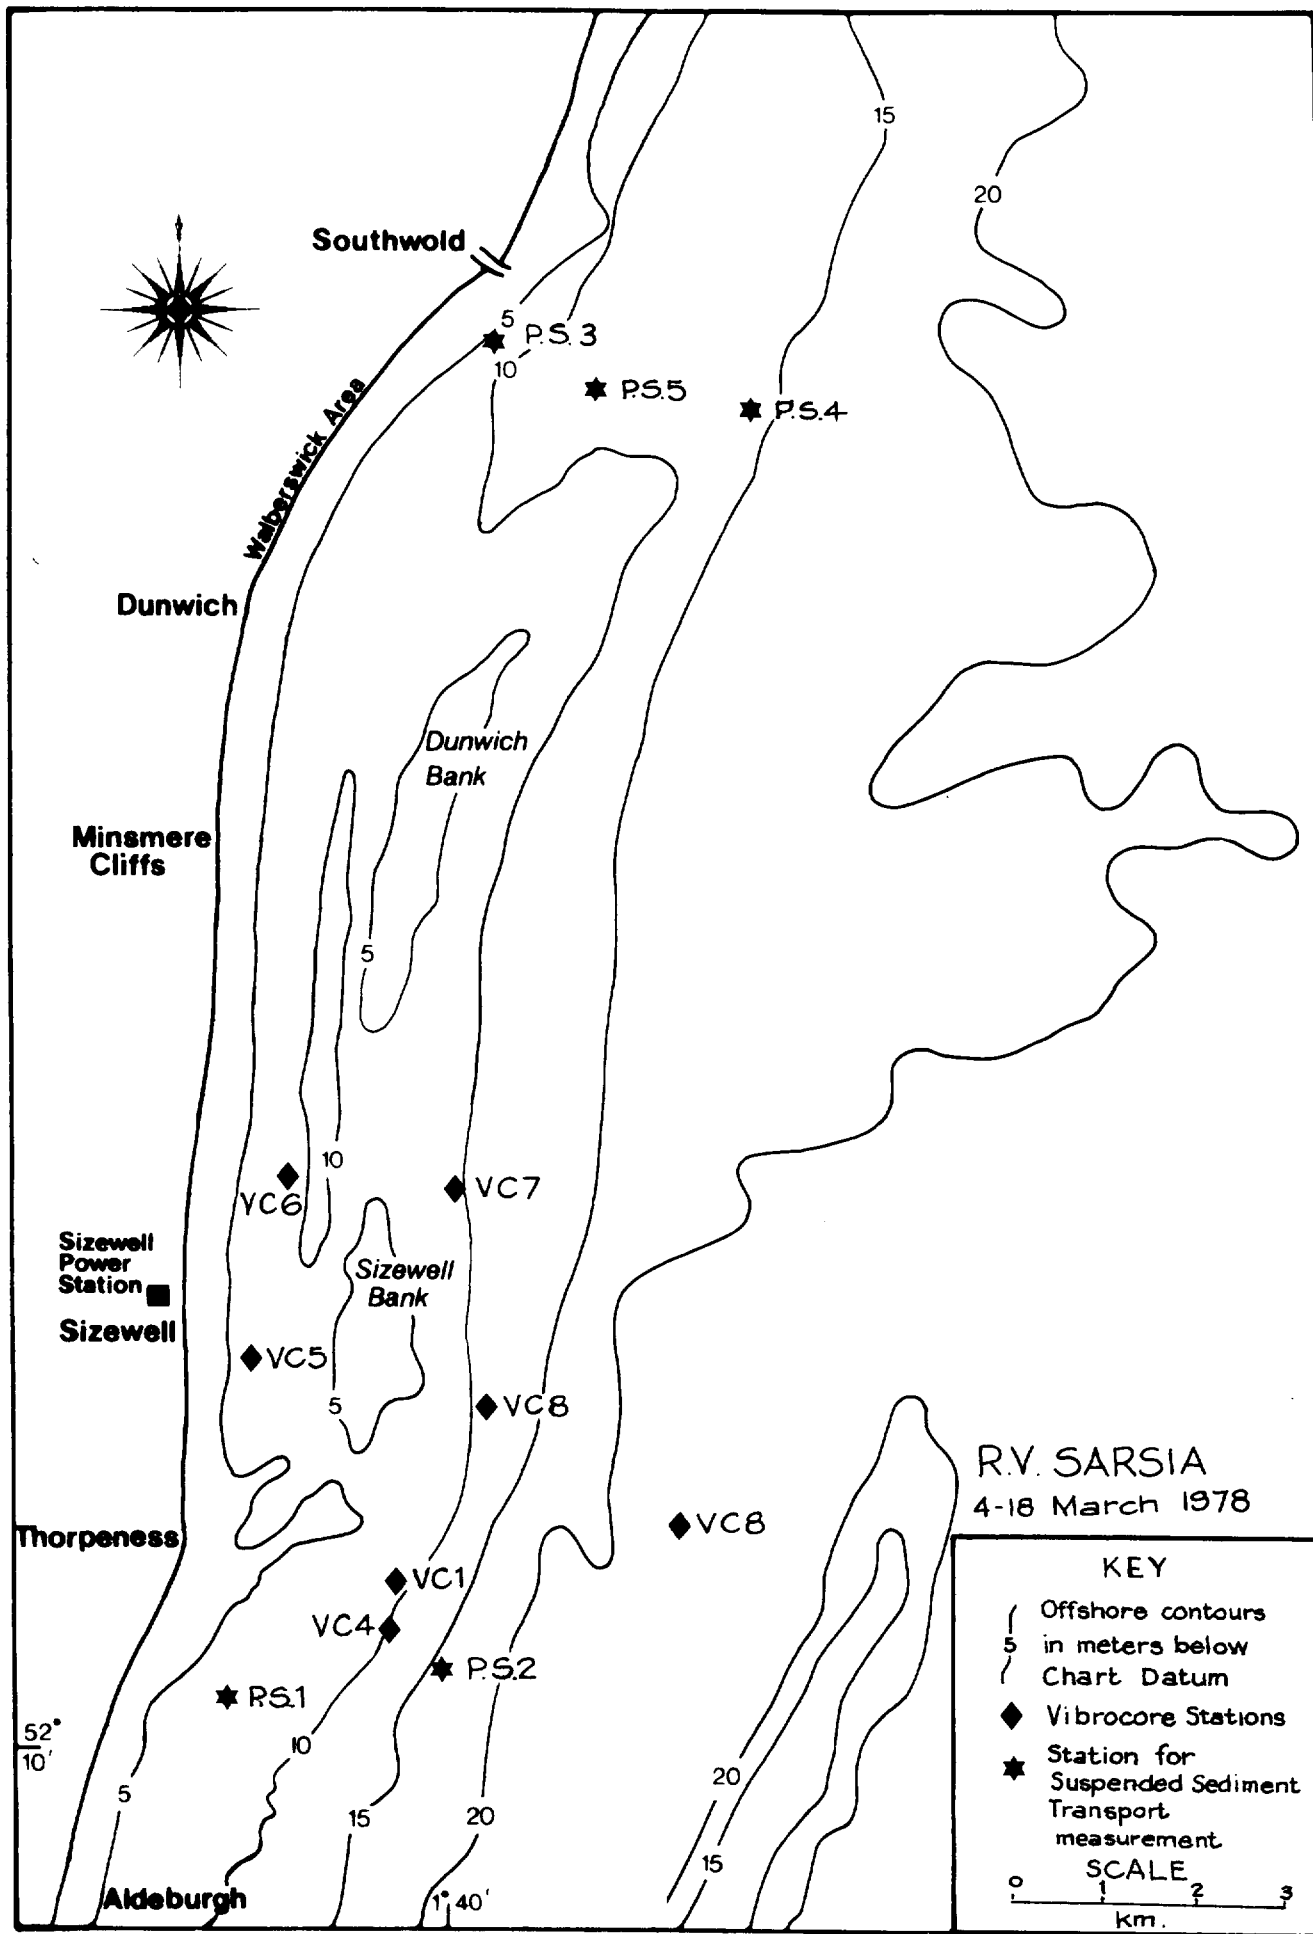 15
20
Southwold
5
P.S.3
10
P.S.5
P.S.4
Walberswick Area
Dunwich
Dunwich
Bank
Minsmere
Cliffs
5
10
VC6
VC7
Sizewell
Power
Station
Sizewell
Bank
Sizewell
VC5
5
VC8
R.V. SARSIA
4-18 March 1978
Thorpeness
VC8
VC1
VC4
P.S.2
P.S.1
52°
10'
10
5
15
20
20
15
Aldeburgh
1° 40'
KEY
Offshore contours
5 in meters below
Chart Datum
Vibrocore Stations
Station for
Suspended Sediment
Transport
measurement
SCALE
0 1 2 3
km.